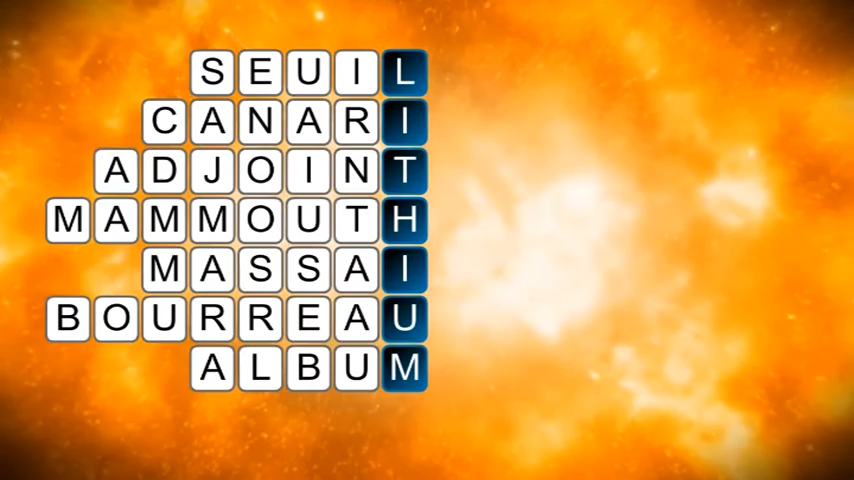 SEUIL
CANARI
ADJOINT
MAMMOUTH
MASSAI
BOURREAU
ALBUM